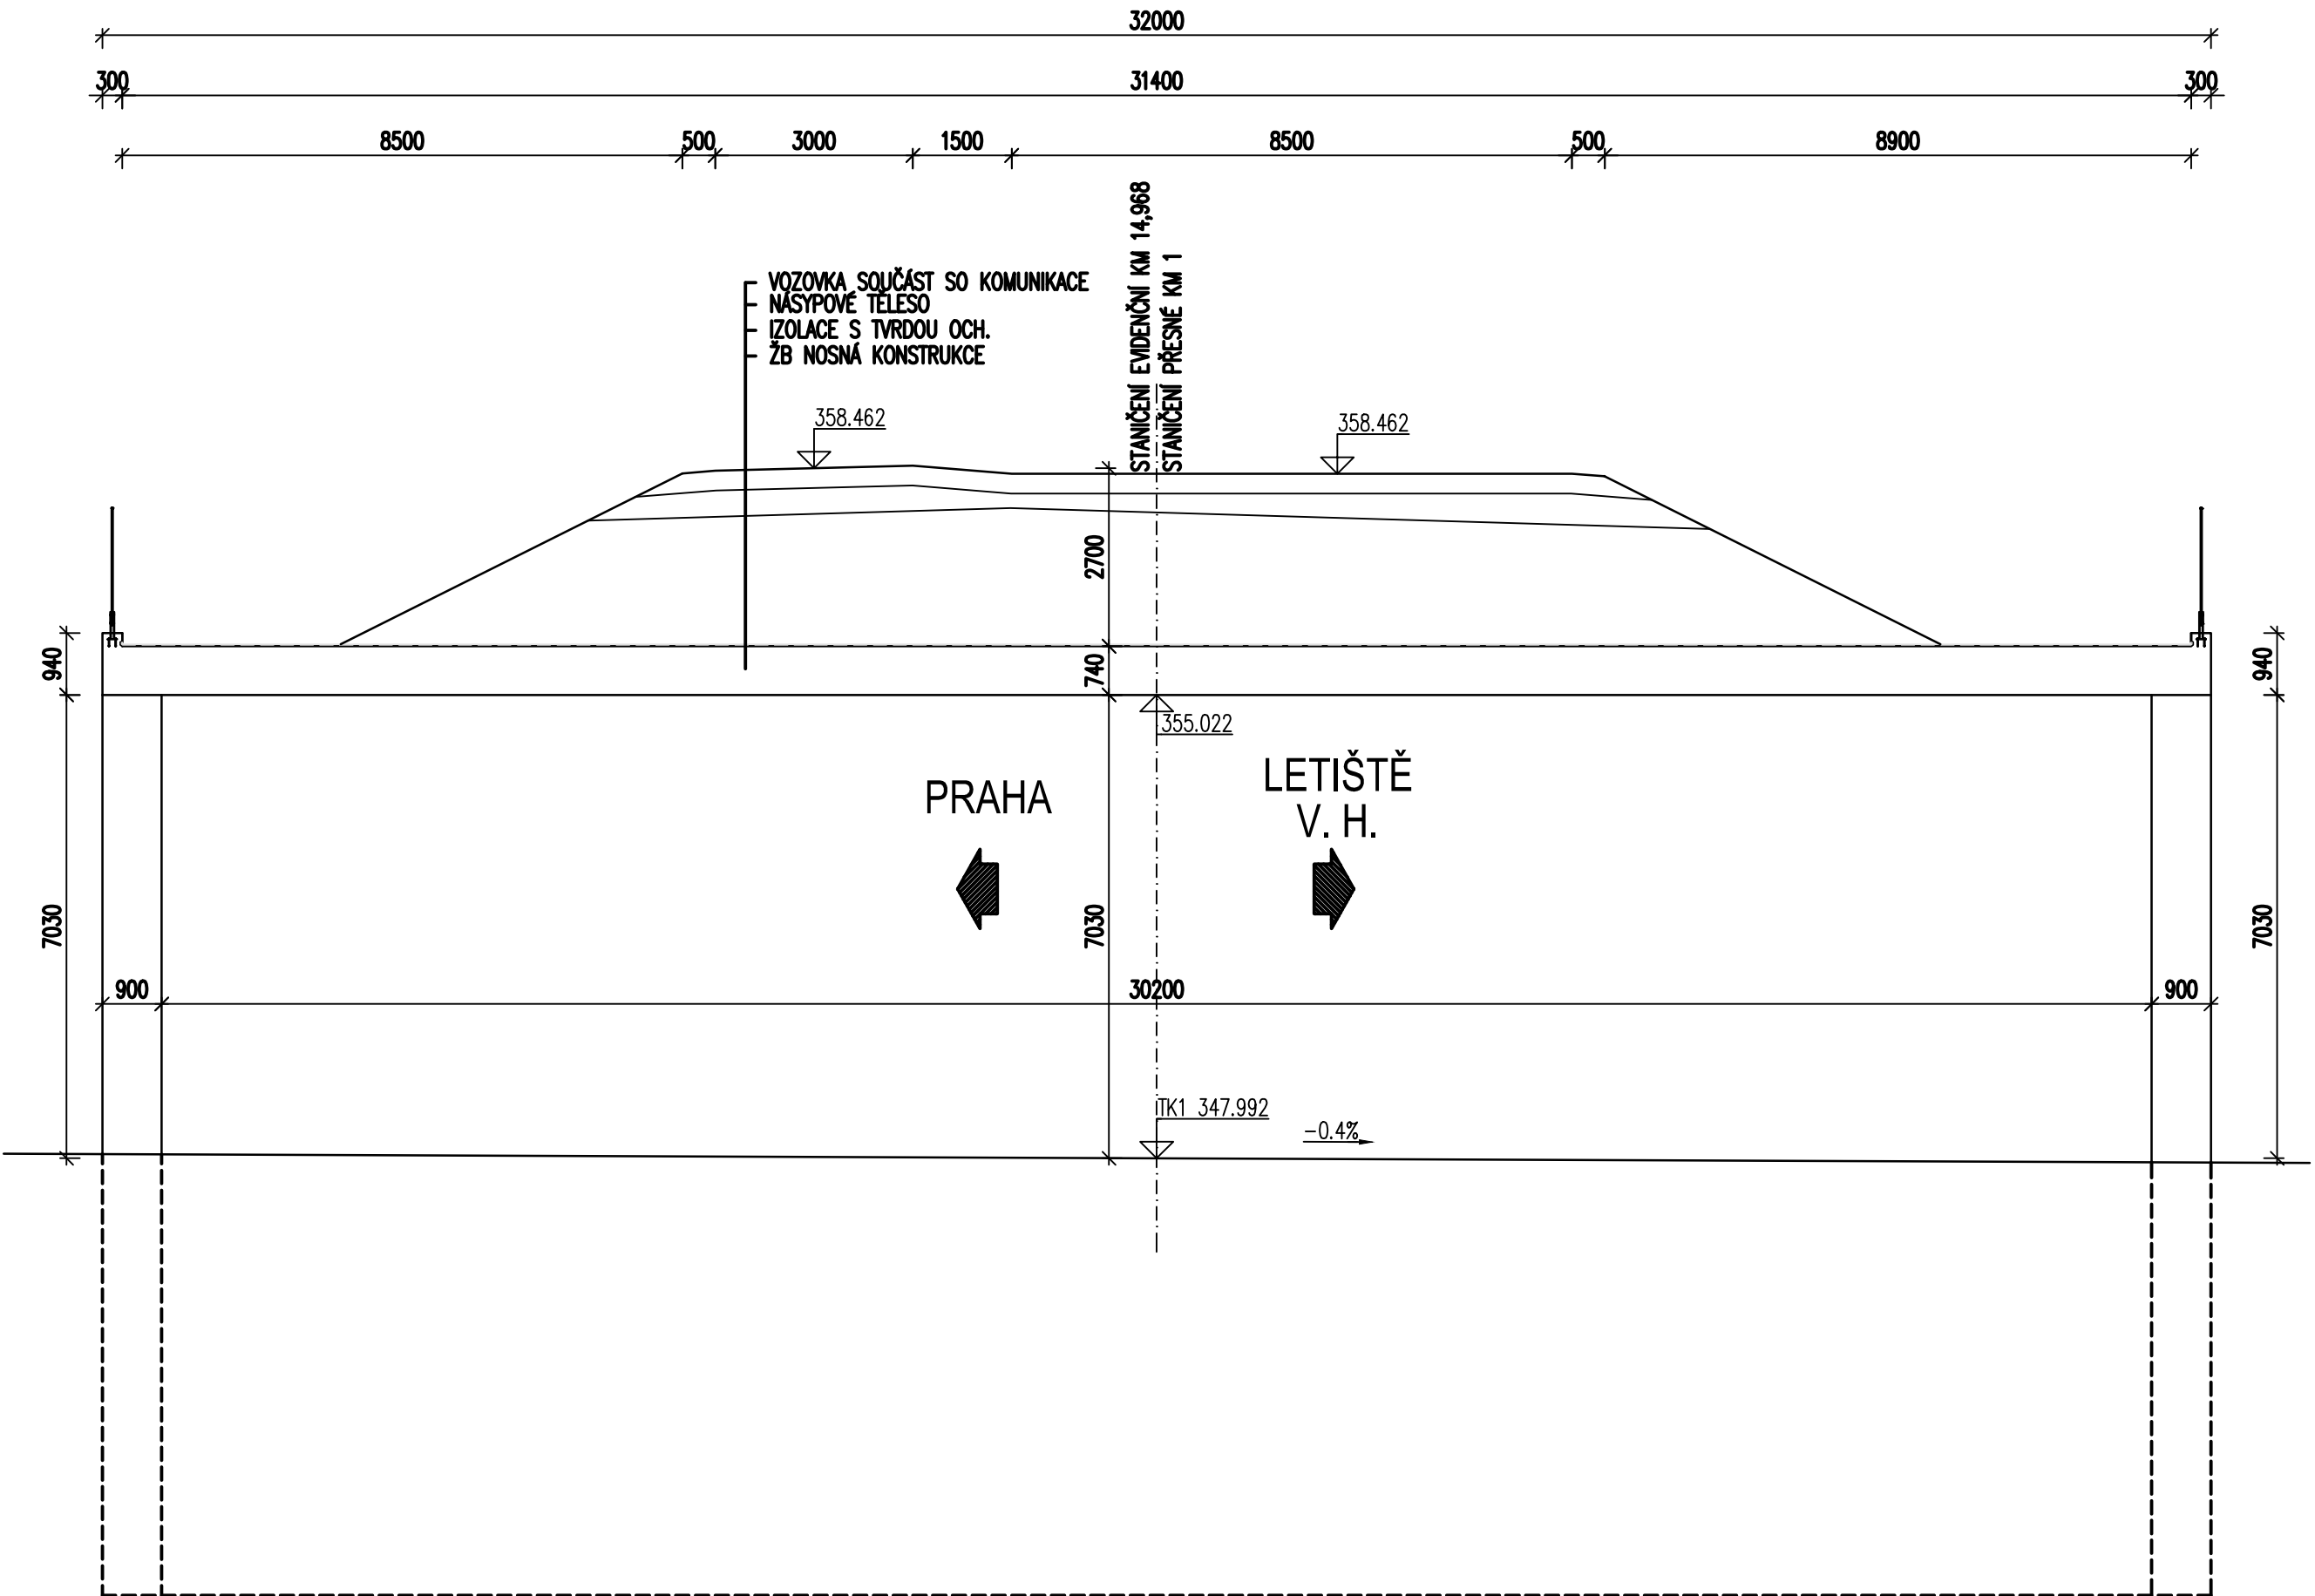 32000
300 31400 300
8500 500 3000 1500 8500 500 8900
STANIČENÍ EVIDENČNÍ KM 14,968
STANIČENÍ PŘESNÉ KM 1
VOZOVKA SOUČÁST SO KOMUNIKACE
NÁSYPOVÉ TĚLESO
IZOLACE S TVRDOU OCH.
ŽB NOSNÁ KONSTRUKCE
358.462
358.462
2700
940
740
940
355.022
PRAHA
LETIŠTĚ
V. H.
7030
7030
7030
900 30200 900
TK1 347.992
-0.4%